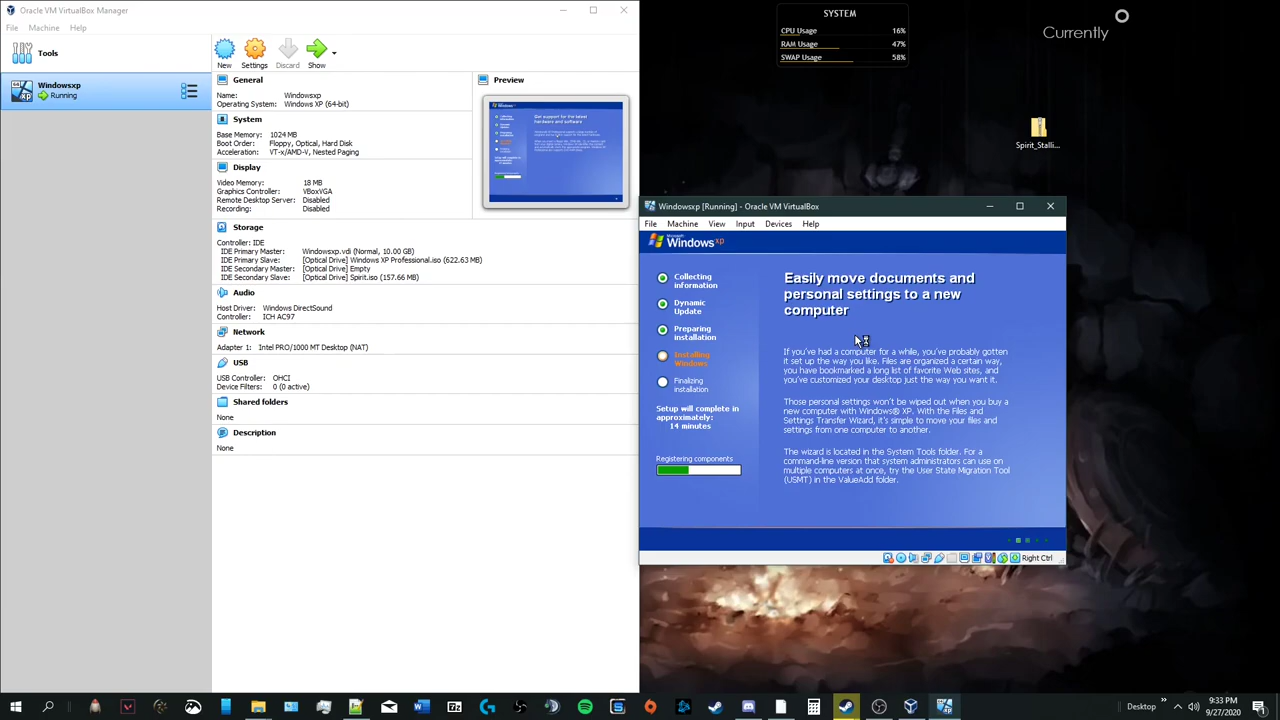 Oracle VM VirtualBox Manager
File Machine Help
Tools
Windowsxp
Running
New Settings Discard Show
General
Name: Windowsxp
Operating System: Windows XP (64-bit)
System
Base Memory: 1024 MB
Boot Order: Floppy, Optical, Hard Disk
Acceleration: VT-x/AMD-V, Nested Paging
Display
Video Memory: 18 MB
Graphics Controller: VBoxVGA
Remote Desktop Server: Disabled
Recording: Disabled
Storage
Controller: IDE
IDE Primary Master: Windowsxp.vdi (Normal, 10.00 GB)
IDE Primary Slave: [Optical Drive] Windows XP Professional.iso (622.63 MB)
IDE Secondary Master: [Optical Drive] Empty
IDE Secondary Slave: [Optical Drive] Spirit.iso (157.66 MB)
Audio
Host Driver: Windows DirectSound
Controller: ICH AC97
Network
Adapter 1: Intel PRO/1000 MT Desktop (NAT)
USB
USB Controller: OHCI
Device Filters: 0 (0 active)
Shared folders
None
Description
None
Preview
Get support for the latest
hardware and software
SYSTEM
CPU Usage 16%
RAM Usage 47%
SWAP Usage 58%
Currently
Spirit_Stalli...
Windowsxp [Running] - Oracle VM VirtualBox
File Machine View Input Devices Help
Microsoft
Windows xp
Collecting
information
Dynamic
Update
Preparing
installation
Installing
Windows
Finalizing
installation
Setup will complete in
approximately:
14 minutes
Registering components
Easily move documents and
personal settings to a new
computer
If you've had a computer for a while, you've probably gotten
it set up the way you like. Files are organized a certain way,
you have bookmarked a long list of favorite Web sites, and
you've customized your desktop just the way you want it.
Those personal settings won't be wiped out when you buy a
new computer with Windows® XP. With the Files and
Settings Transfer Wizard, it's simple to move your files and
settings from one computer to another.
The wizard is located in the System Tools folder. For a
command-line version that system administrators can use on
multiple computers at once, try the User State Migration Tool
(USMT) in the ValueAdd folder.
Right Ctrl
Desktop
9:33 PM
9/27/2020